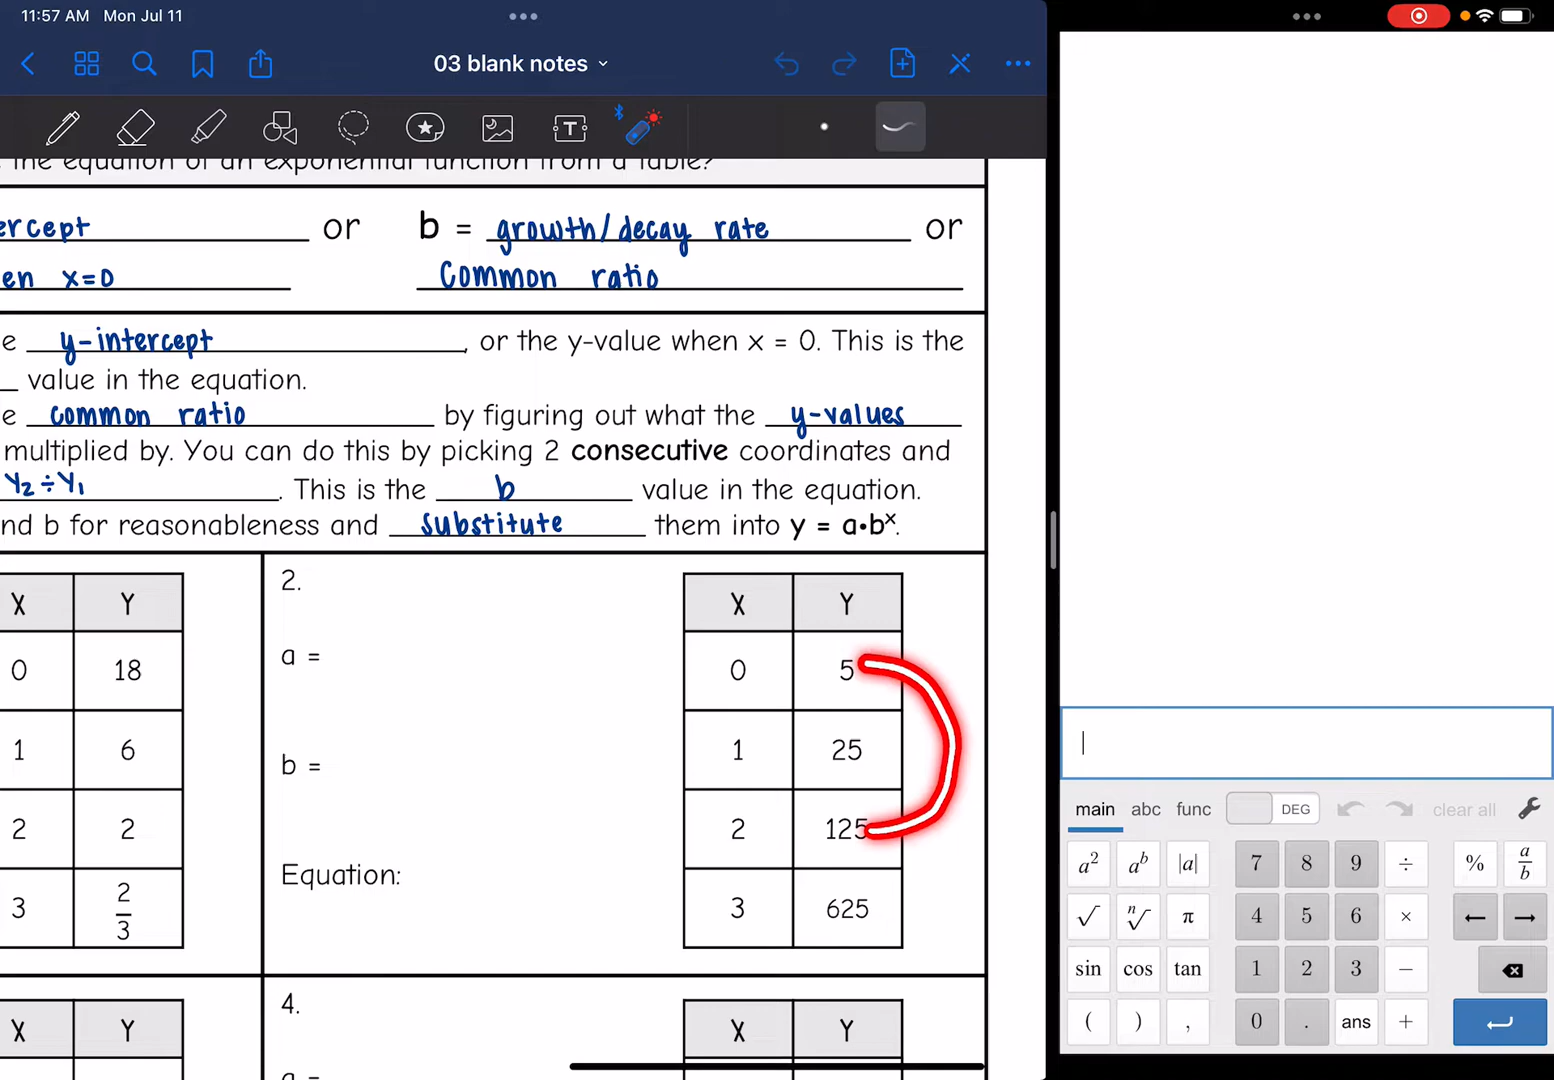 11:57 AM Mon Jul 11
03 blank notes
the equation of an exponential function from a table?
ercept or b = growth/decay rate or
en x=0 Common ratio
e y-intercept, or the y-value when x = 0. This is the
value in the equation.
e common ratio by figuring out what the y-values
multiplied by. You can do this by picking 2 consecutive coordinates and
Y₂÷Y₁. This is the b value in the equation.
nd b for reasonableness and substitute them into y = a•bˣ.
X Y
0 18
1 6
2 2
3 2/3
2.
a =
b =
Equation:
X Y
0 5
1 25
2 125
3 625
X Y
4.
a =
X Y
main abc func DEG clear all
a² aᵇ |a| 7 8 9 ÷ % a/b
√ ⁿ√ π 4 5 6 × ← →
sin cos tan 1 2 3 −
( ) , 0 . ans +